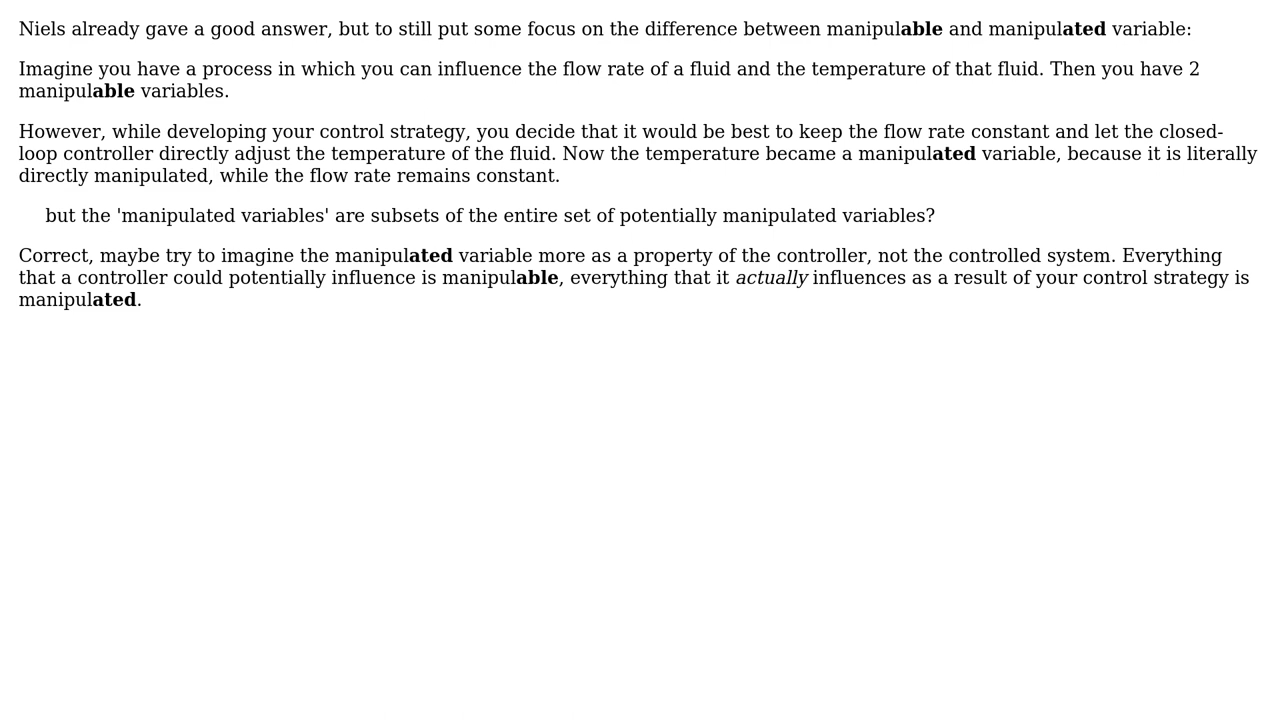 Niels already gave a good answer, but to still put some focus on the difference between manipulable and manipulated variable:
Imagine you have a process in which you can influence the flow rate of a fluid and the temperature of that fluid. Then you have 2
manipulable variables.
However, while developing your control strategy, you decide that it would be best to keep the flow rate constant and let the closed-
loop controller directly adjust the temperature of the fluid. Now the temperature became a manipulated variable, because it is literally
directly manipulated, while the flow rate remains constant.
but the 'manipulated variables' are subsets of the entire set of potentially manipulated variables?
Correct, maybe try to imagine the manipulated variable more as a property of the controller, not the controlled system. Everything
that a controller could potentially influence is manipulable, everything that it actually influences as a result of your control strategy is
manipulated.